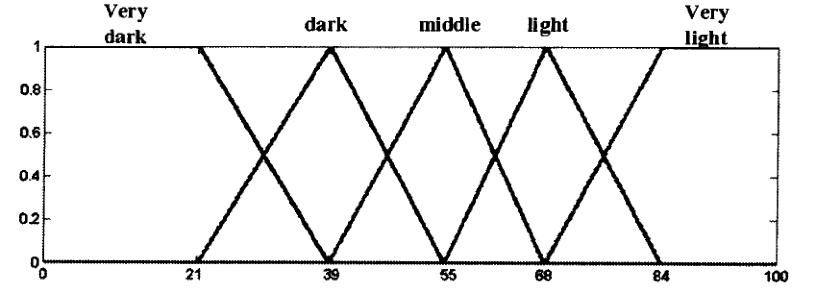 Very
dark
dark
middle
light
Very
light
1
0.8
0.6
0.4
0.2
0
0
21
39
55
68
84
100